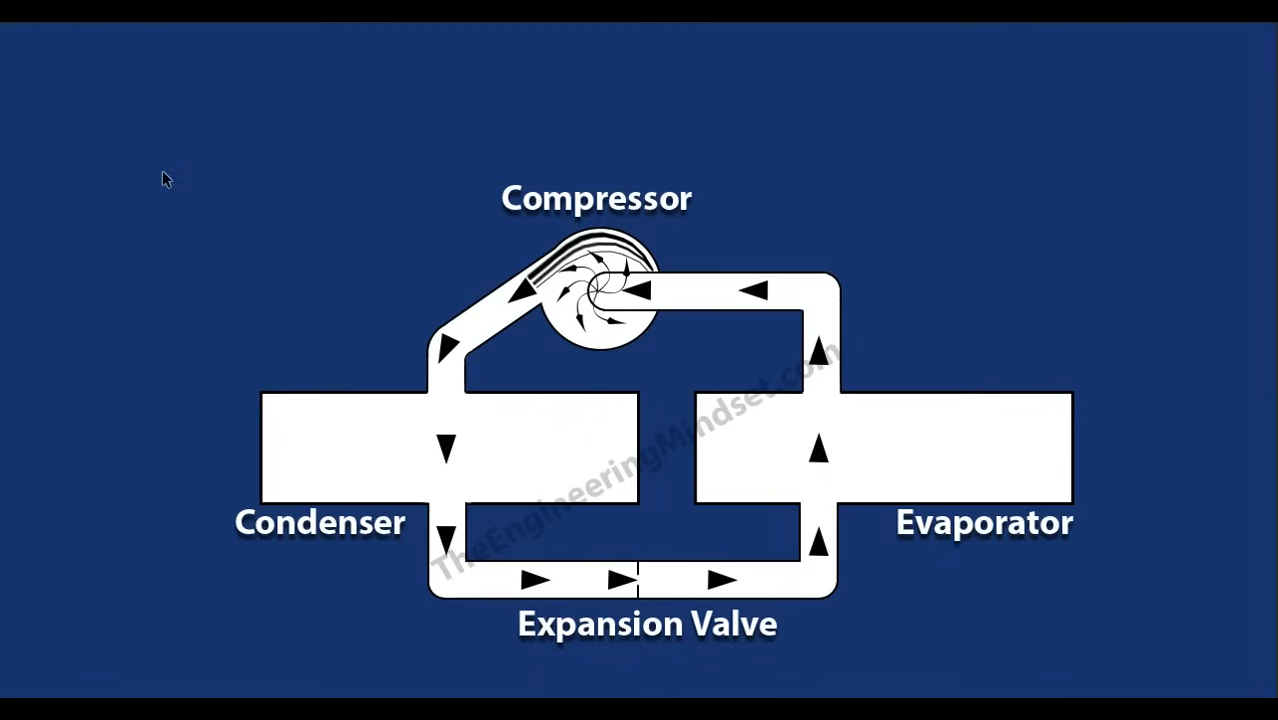 Compressor
TheEngineeringMindset.com
Condenser
Evaporator
Expansion Valve